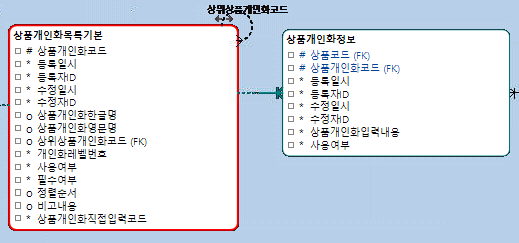 상위상품개인화코드
상품개인화목록기본
# 상품개인화코드
* 등록일시
* 등록자ID
* 수정일시
* 수정자ID
o 상품개인화한글명
o 상품개인화영문명
o 상위상품개인화코드 (FK)
* 개인화레벨번호
* 사용여부
* 필수여부
o 정렬순서
o 비고내용
* 상품개인화직접입력코드
상품개인화정보
# 상품코드 (FK)
# 상품개인화코드 (FK)
* 등록일시
* 등록자ID
* 수정일시
* 수정자ID
* 상품개인화입력내용
* 사용여부